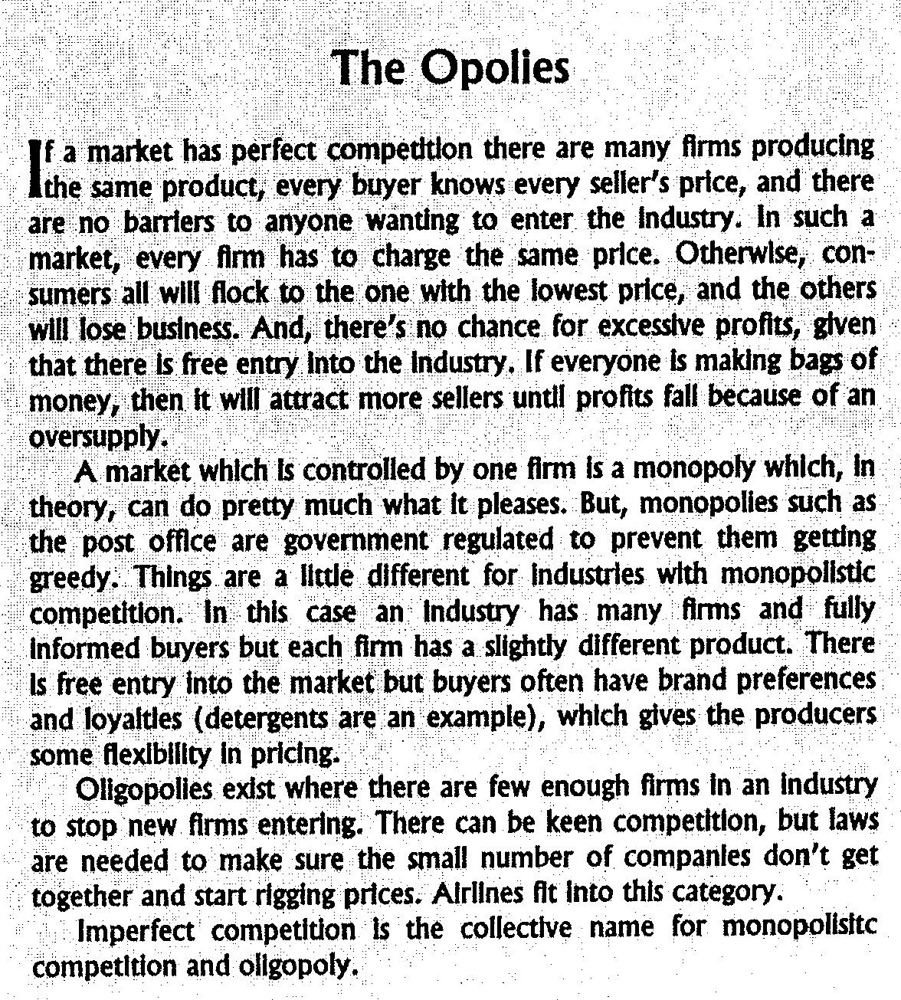 The Opolies
If a market has perfect competition there are many firms producing
the same product, every buyer knows every seller's price, and there
are no barriers to anyone wanting to enter the industry. In such a
market, every firm has to charge the same price. Otherwise, con-
sumers all will flock to the one with the lowest price, and the others
will lose business. And, there's no chance for excessive profits, given
that there is free entry into the industry. If everyone is making bags of
money, then it will attract more sellers until profits fall because of an
oversupply.
A market which is controlled by one firm is a monopoly which, in
theory, can do pretty much what it pleases. But, monopolies such as
the post office are government regulated to prevent them getting
greedy. Things are a little different for industries with monopolistic
competition. In this case an industry has many firms and fully
informed buyers but each firm has a slightly different product. There
is free entry into the market but buyers often have brand preferences
and loyalties (detergents are an example), which gives the producers
some flexibility in pricing.
Oligopolies exist where there are few enough firms in an industry
to stop new firms entering. There can be keen competition, but laws
are needed to make sure the small number of companies don't get
together and start rigging prices. Airlines fit into this category.
Imperfect competition is the collective name for monopolisitc
competition and oligopoly.